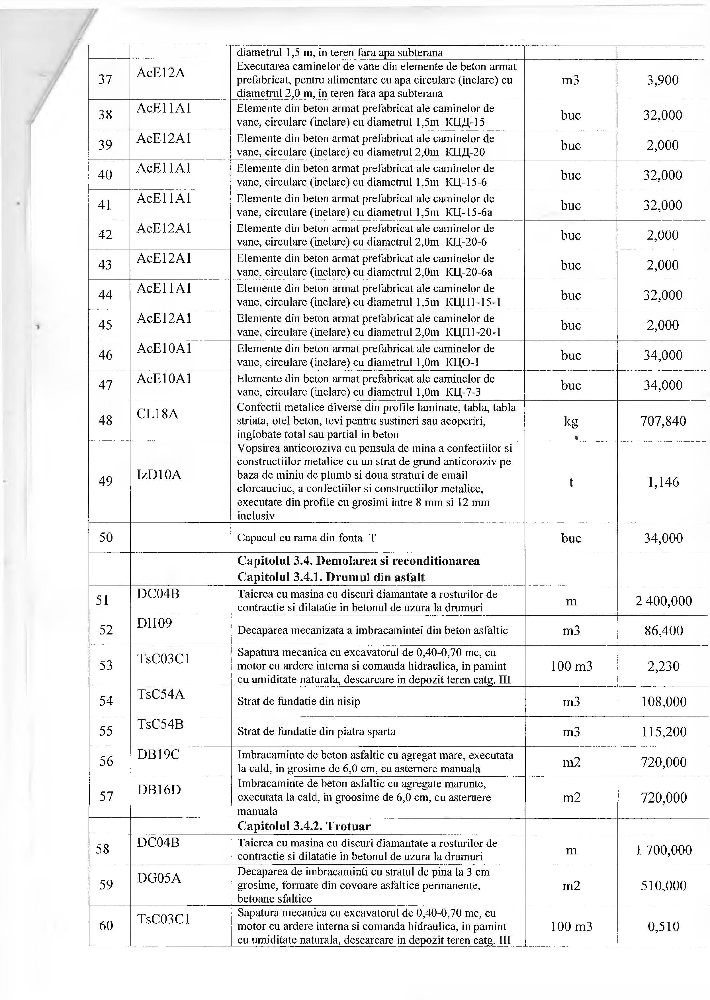 diametrul 1,5 m, in teren fara apa subterana
37 AcE12A Executarea caminelor de vane din elemente de beton armat
prefabricat, pentru alimentare cu apa circulare (inelare) cu
diametrul 2,0 m, in teren fara apa subterana m3 3,900
38 AcE11A1 Elemente din beton armat prefabricat ale caminelor de
vane, circulare (inelare) cu diametrul 1,5m КЦД-15 buc 32,000
39 AcE12A1 Elemente din beton armat prefabricat ale caminelor de
vane, circulare (inelare) cu diametrul 2,0m КЦД-20 buc 2,000
40 AcE11A1 Elemente din beton armat prefabricat ale caminelor de
vane, circulare (inelare) cu diametrul 1,5m КЦ-15-6 buc 32,000
41 AcE11A1 Elemente din beton armat prefabricat ale caminelor de
vane, circulare (inelare) cu diametrul 1,5m КЦ-15-6a buc 32,000
42 AcE12A1 Elemente din beton armat prefabricat ale caminelor de
vane, circulare (inelare) cu diametrul 2,0m КЦ-20-6 buc 2,000
43 AcE12A1 Elemente din beton armat prefabricat ale caminelor de
vane, circulare (inelare) cu diametrul 2,0m КЦ-20-6a buc 2,000
44 AcE11A1 Elemente din beton armat prefabricat ale caminelor de
vane, circulare (inelare) cu diametrul 1,5m КЦП1-15-1 buc 32,000
45 AcE12A1 Elemente din beton armat prefabricat ale caminelor de
vane, circulare (inelare) cu diametrul 2,0m КЦП1-20-1 buc 2,000
46 AcE10A1 Elemente din beton armat prefabricat ale caminelor de
vane, circulare (inelare) cu diametrul 1,0m КЦО-1 buc 34,000
47 AcE10A1 Elemente din beton armat prefabricat ale caminelor de
vane, circulare (inelare) cu diametrul 1,0m КЦ-7-3 buc 34,000
48 CL18A Confectii metalice diverse din profile laminate, tabla, tabla
striata, otel beton, tevi pentru sustineri sau acoperiri,
inglobate total sau partial in beton kg 707,840
49 IzD10A Vopsirea anticoroziva cu pensula de mina a confectiilor si
constructiilor metalice cu un strat de grund anticoroziv pe
baza de miniu de plumb si doua straturi de email
clorcauciuc, a confectiilor si constructiilor metalice,
executate din profile cu grosimi intre 8 mm si 12 mm
inclusiv t 1,146
50 Capacul cu rama din fonta T buc 34,000
Capitolul 3.4. Demolarea si reconditionarea
Capitolul 3.4.1. Drumul din asfalt
51 DC04B Taierea cu masina cu discuri diamantate a rosturilor de
contractie si dilatatie in betonul de uzura la drumuri m 2 400,000
52 DI109 Decaparea mecanizata a imbracamintei din beton asfaltic m3 86,400
53 TsC03C1 Sapatura mecanica cu excavatorul de 0,40-0,70 mc, cu
motor cu ardere interna si comanda hidraulica, in pamint
cu umiditate naturala, descarcare in depozit teren catg. III 100 m3 2,230
54 TsC54A Strat de fundatie din nisip m3 108,000
55 TsC54B Strat de fundatie din piatra sparta m3 115,200
56 DB19C Imbracaminte de beton asfaltic cu agregat mare, executata
la cald, in grosime de 6,0 cm, cu asternere manuala m2 720,000
57 DB16D Imbracaminte de beton asfaltic cu agregate marunte,
executata la cald, in groosime de 6,0 cm, cu asternere
manuala m2 720,000
Capitolul 3.4.2. Trotuar
58 DC04B Taierea cu masina cu discuri diamantate a rosturilor de
contractie si dilatatie in betonul de uzura la drumuri m 1 700,000
59 DG05A Decaparea de imbracaminti cu stratul de pina la 3 cm
grosime, formate din covoare asfaltice permanente,
betoane sfaltice m2 510,000
60 TsC03C1 Sapatura mecanica cu excavatorul de 0,40-0,70 mc, cu
motor cu ardere interna si comanda hidraulica, in pamint
cu umiditate naturala, descarcare in depozit teren catg. III 100 m3 0,510